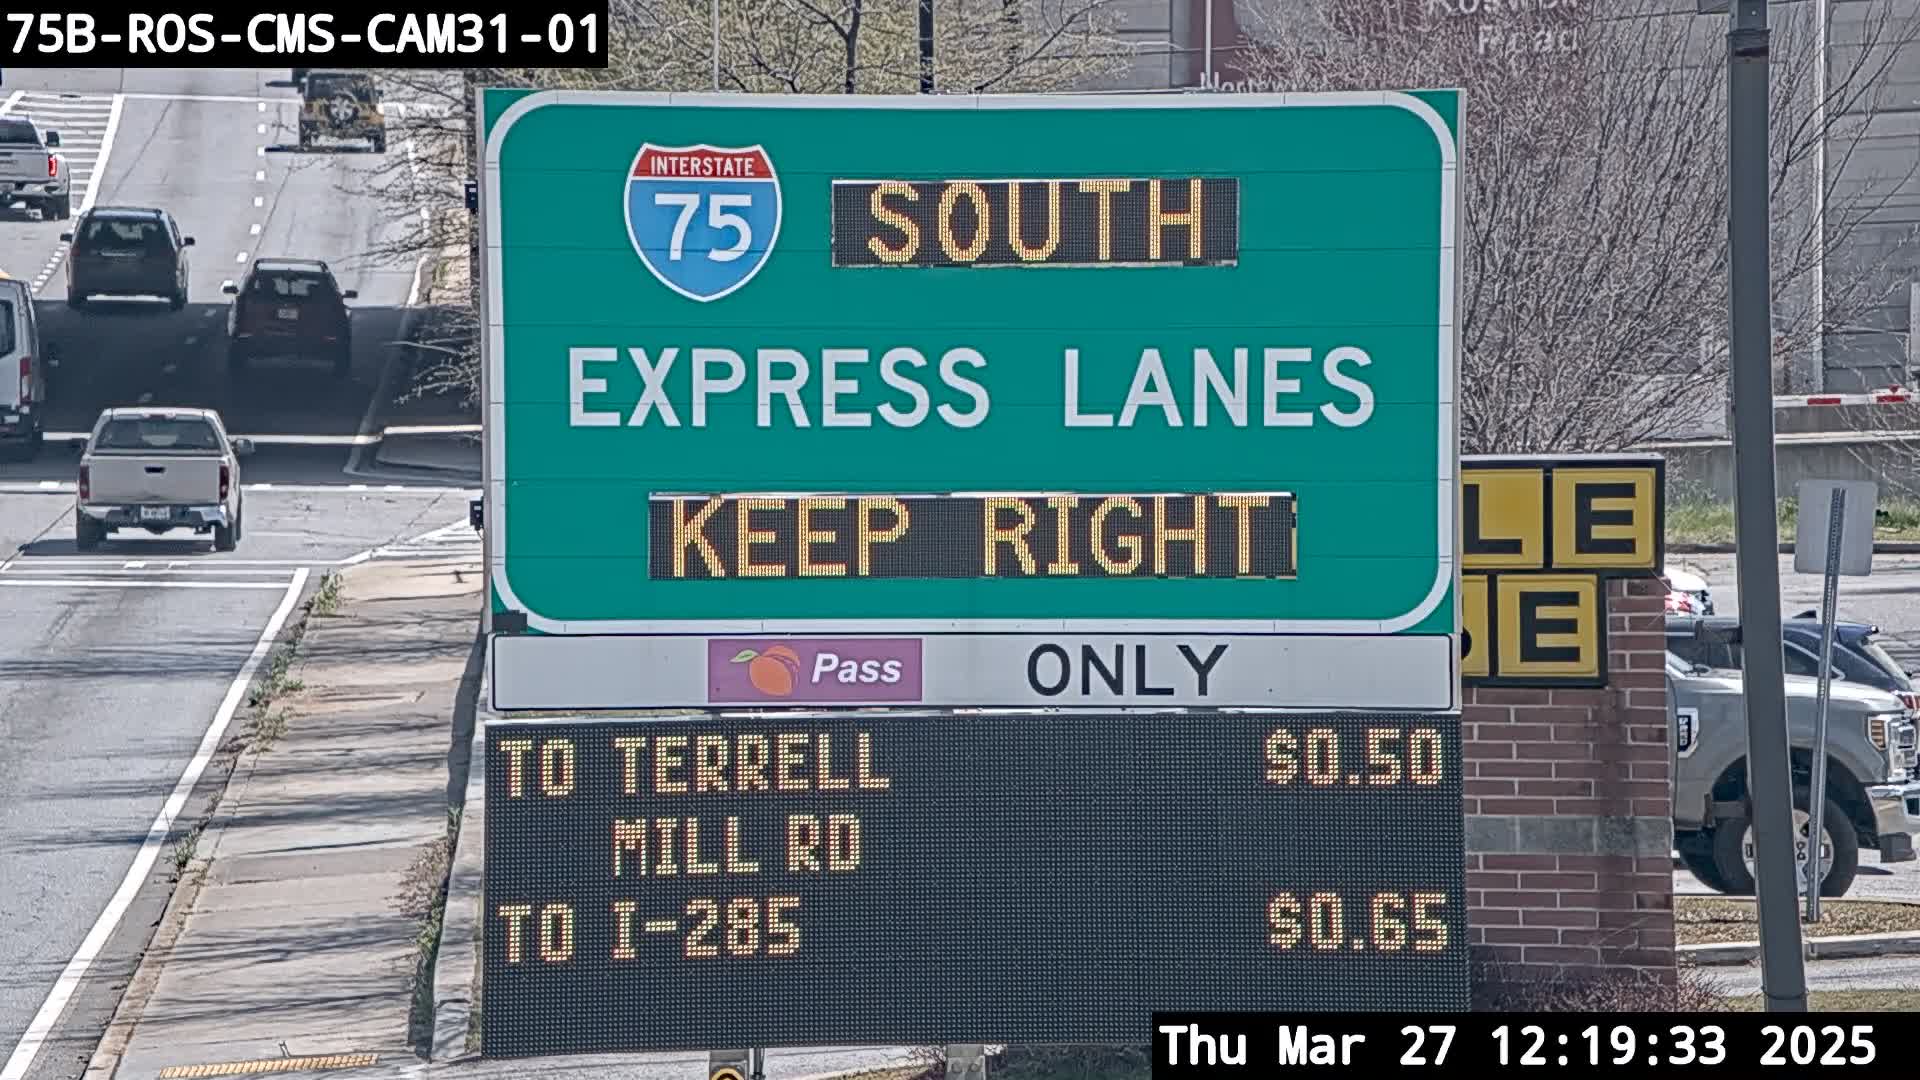 75B-ROS-CMS-CAM31-01
Road
INTERSTATE
75
SOUTH
EXPRESS LANES
KEEP RIGHT
Pass ONLY
TO TERRELL $0.50
MILL RD
TO I-285 $0.65
LE
E
Thu Mar 27 12:19:33 2025